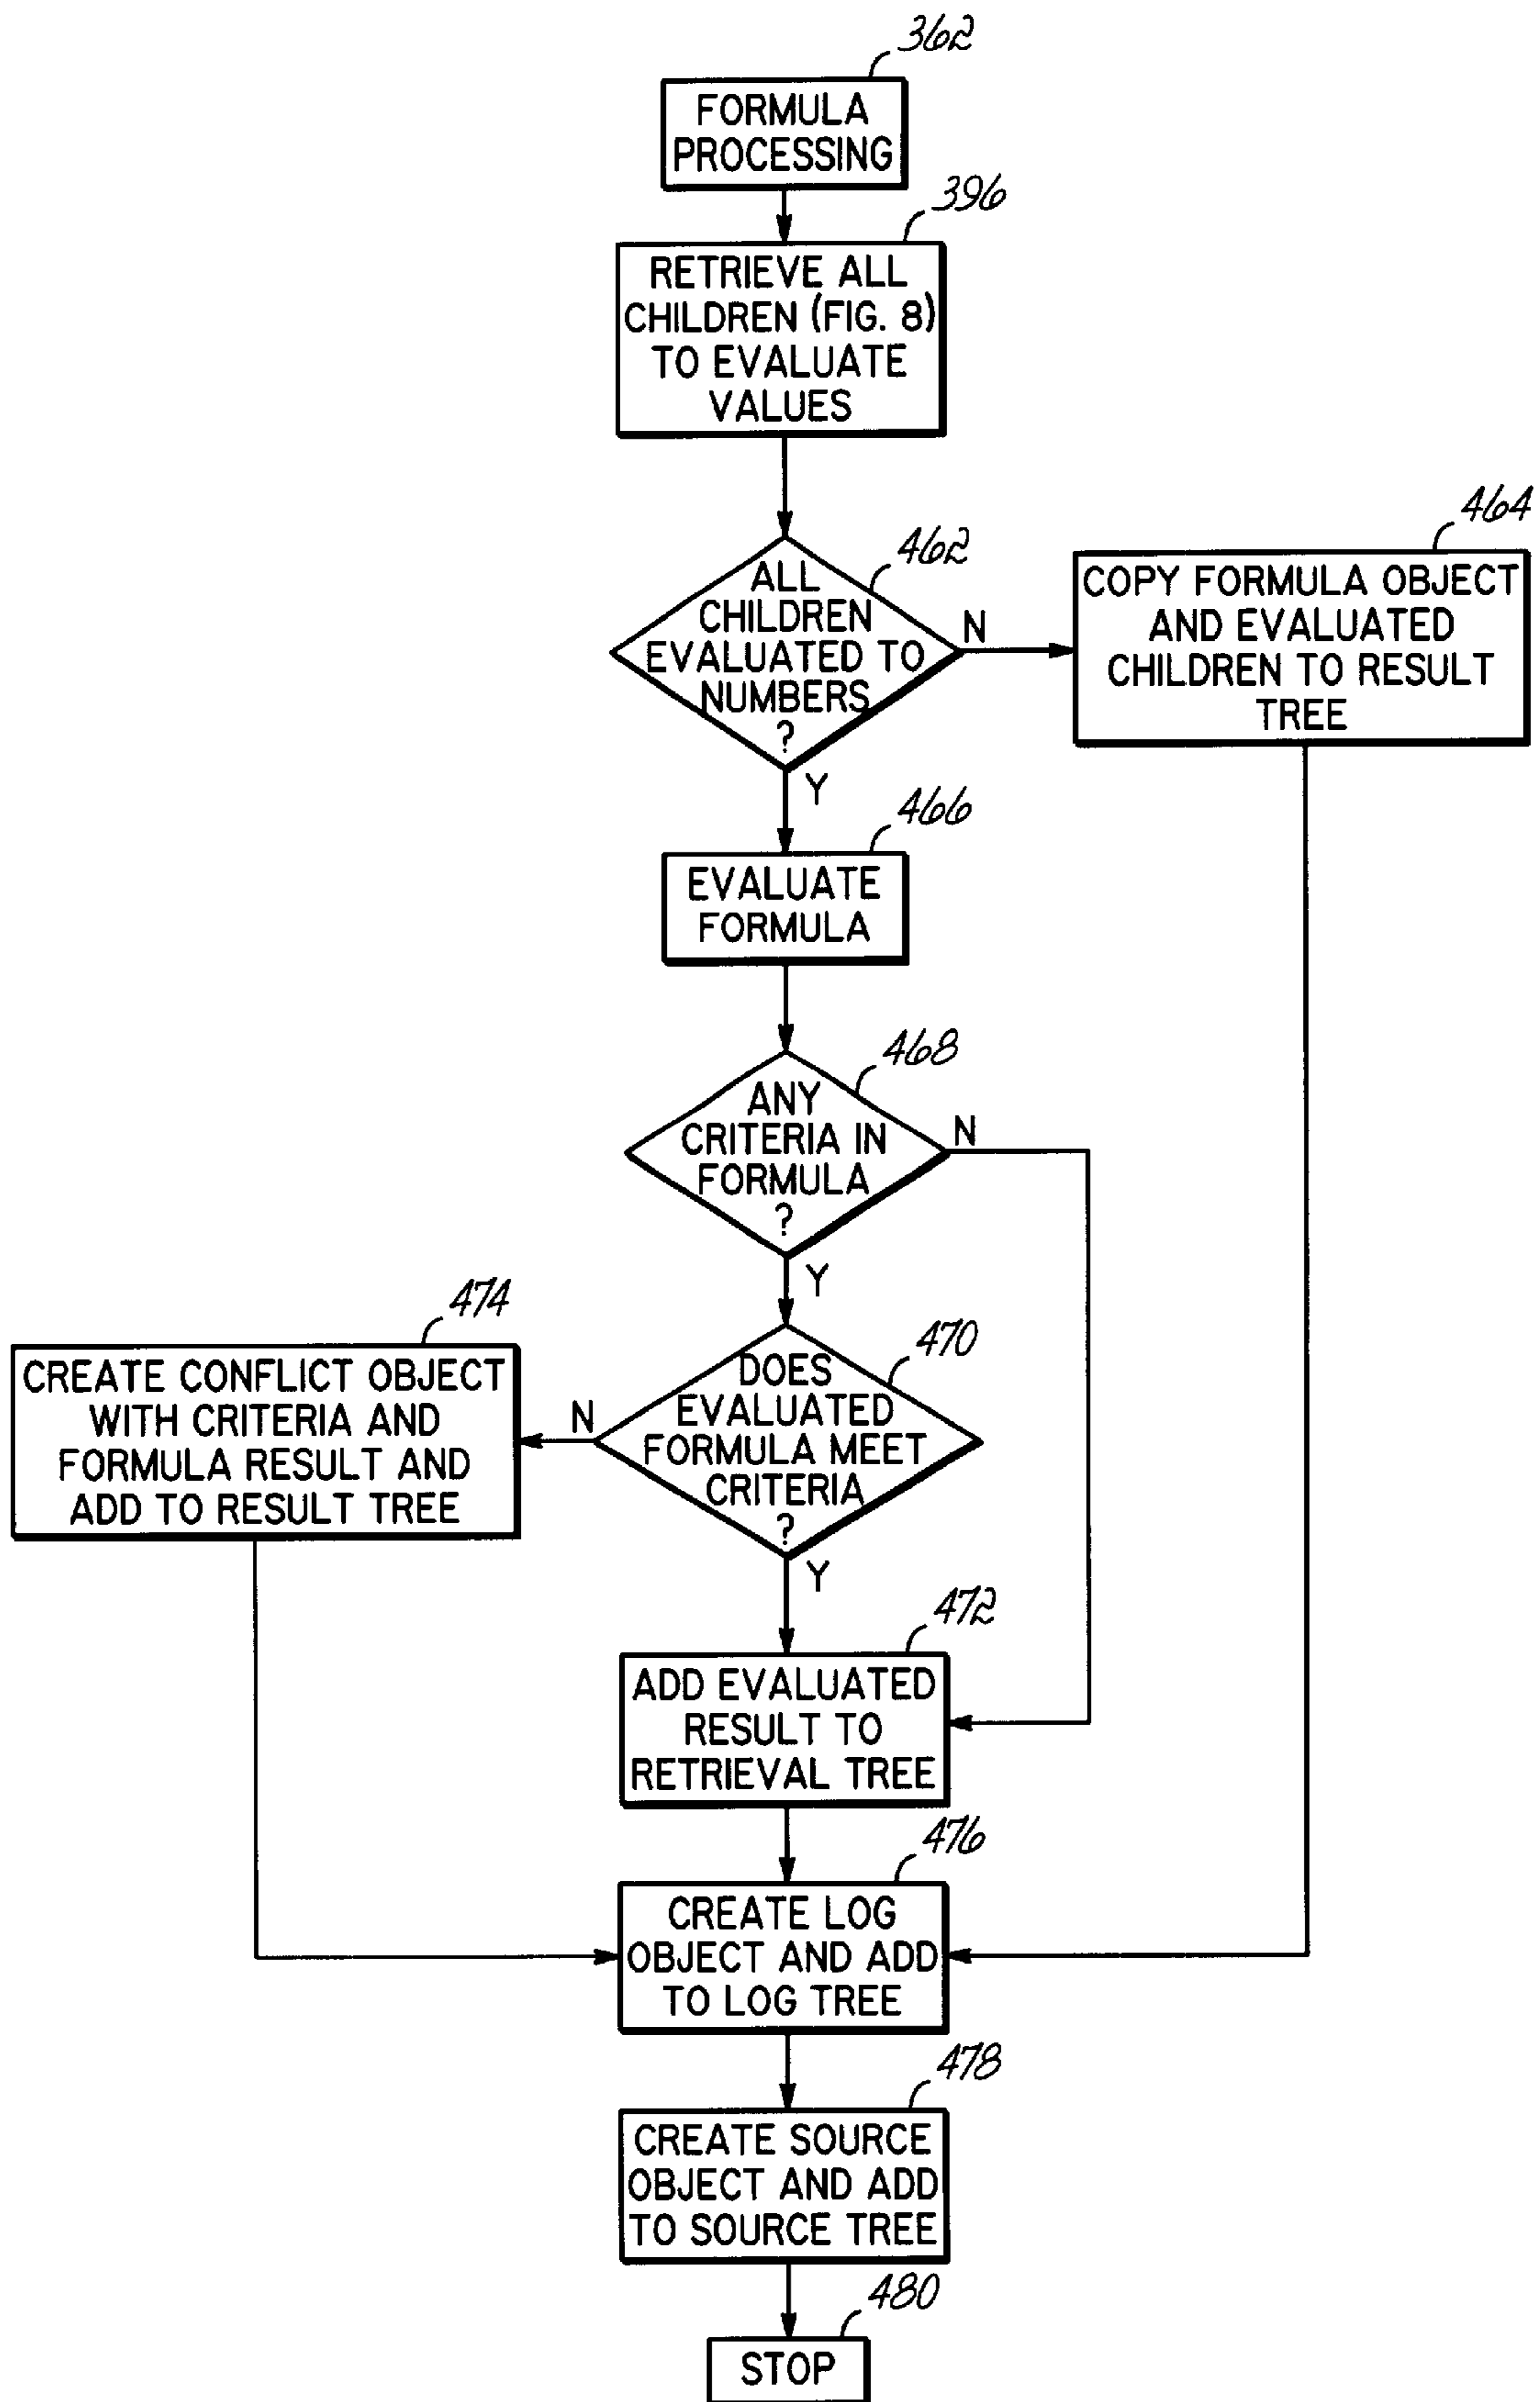 362
FORMULA
PROCESSING
396
RETRIEVE ALL
CHILDREN (FIG. 8)
TO EVALUATE
VALUES
462
ALL
CHILDREN
EVALUATED TO
NUMBERS
?
N
Y
464
COPY FORMULA OBJECT
AND EVALUATED
CHILDREN TO RESULT
TREE
466
EVALUATE
FORMULA
468
ANY
CRITERIA IN
FORMULA
?
N
Y
470
DOES
EVALUATED
FORMULA MEET
CRITERIA
?
N
Y
474
CREATE CONFLICT OBJECT
WITH CRITERIA AND
FORMULA RESULT AND
ADD TO RESULT TREE
472
ADD EVALUATED
RESULT TO
RETRIEVAL TREE
476
CREATE LOG
OBJECT AND ADD
TO LOG TREE
478
CREATE SOURCE
OBJECT AND ADD
TO SOURCE TREE
480
STOP